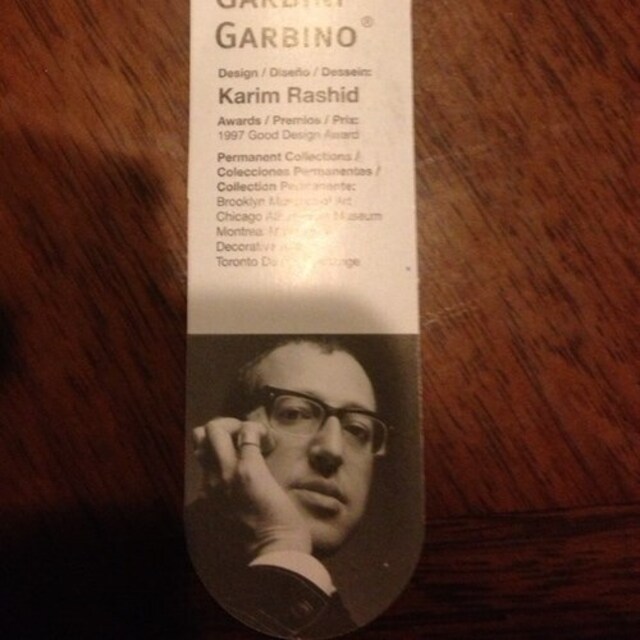 GARBINO®
Design / Diseño / Dessein:
Karim Rashid
Awards / Premios / Prix:
1997 Good Design Award
Permanent Collections /
Colecciones Permanentes /
Collection Permanente:
Brooklyn Art
Chicago Museum
Decorative
Toronto